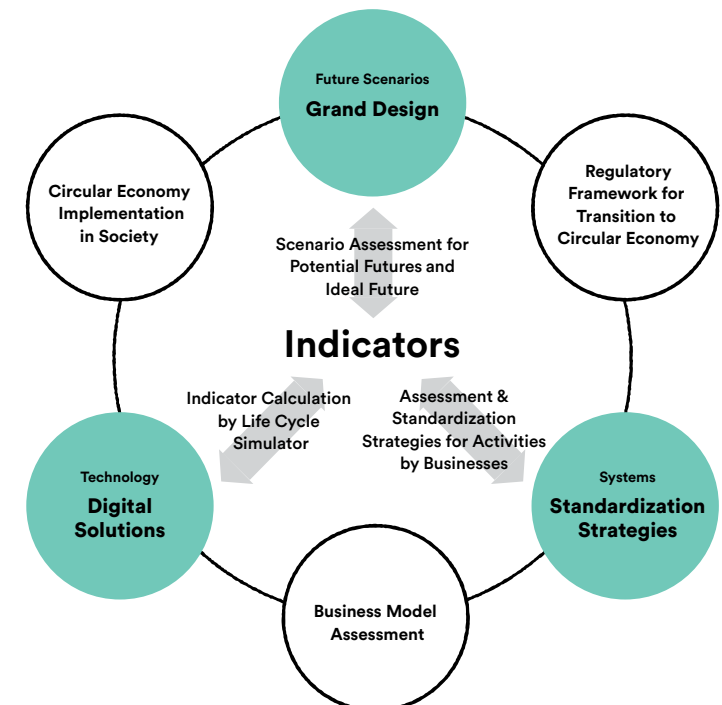 Future Scenarios
Grand Design
Circular Economy
Implementation
in Society
Regulatory
Framework for
Transition to
Circular Economy
Scenario Assessment for
Potential Futures and
Ideal Future
Indicators
Indicator Calculation
by Life Cycle
Simulator
Assessment &
Standardization
Strategies for Activities
by Businesses
Technology
Digital
Solutions
Systems
Standardization
Strategies
Business Model
Assessment